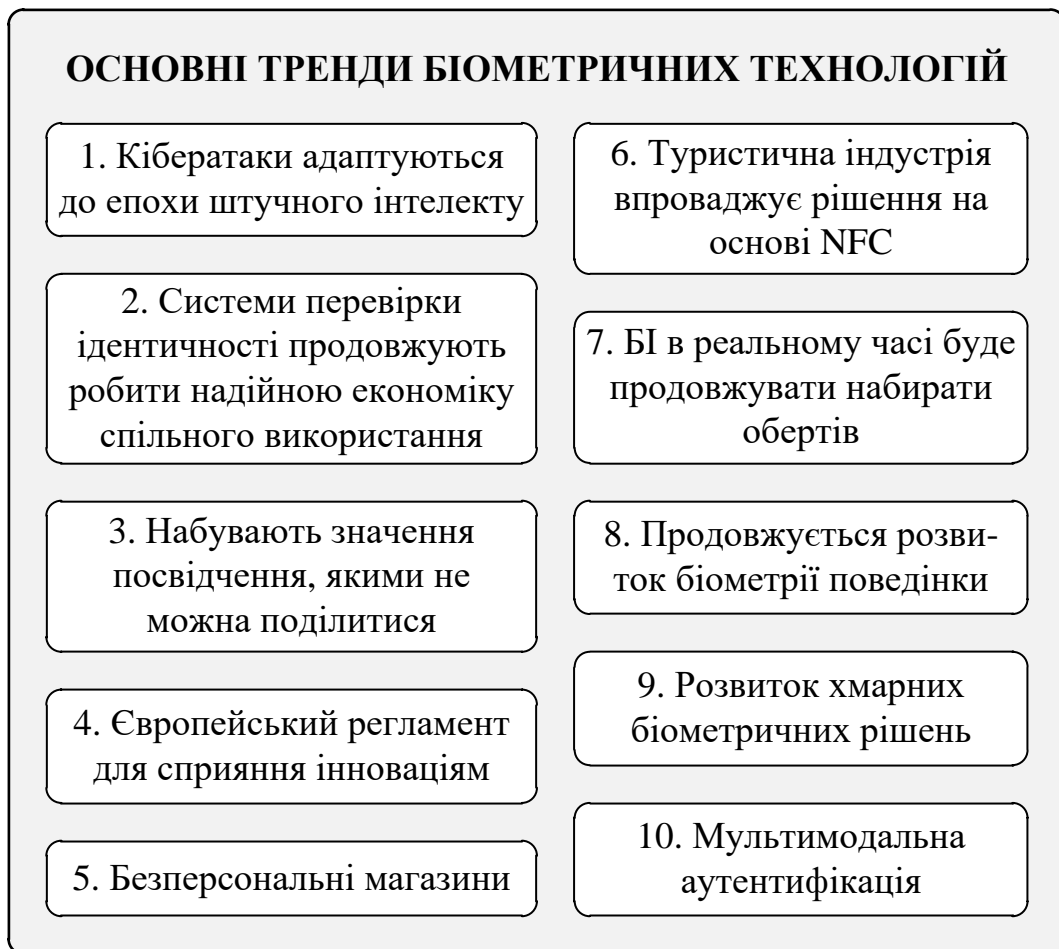 ОСНОВНІ ТРЕНДИ БІОМЕТРИЧНИХ ТЕХНОЛОГІЙ
1. Кібератаки адаптуються
до епохи штучного інтелекту
2. Системи перевірки
ідентичності продовжують
робити надійною економіку
спільного використання
3. Набувають значення
посвідчення, якими не
можна поділитися
4. Європейський регламент
для сприяння інноваціям
5. Безперсональні магазини
6. Туристична індустрія
впроваджує рішення на
основі NFC
7. БІ в реальному часі буде
продовжувати набирати
обертів
8. Продовжується розви-
ток біометрії поведінки
9. Розвиток хмарних
біометричних рішень
10. Мультимодальна
аутентифікація